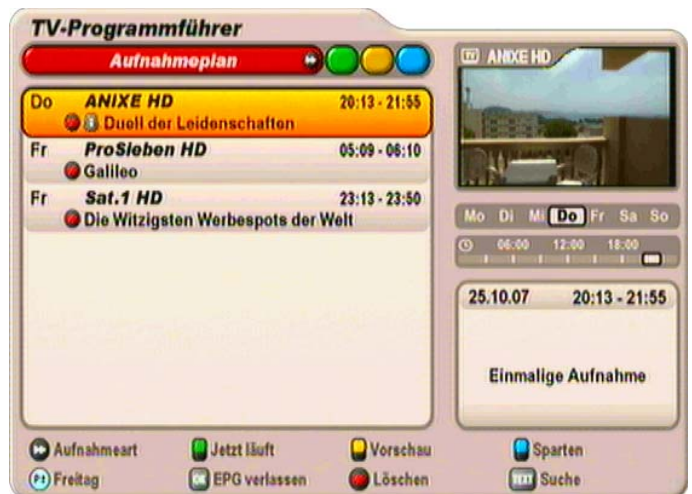 TV-Programmführer
Aufnahmeplan
TV ANIXE HD
Do ANIXE HD 20:13 - 21:55
Duell der Leidenschaften
Fr ProSieben HD 05:09 - 06:10
Galileo
Fr Sat.1 HD 23:13 - 23:50
Die Witzigsten Werbespots der Welt
Mo Di Mi Do Fr Sa So
06:00 12:00 18:00
25.10.07 20:13 - 21:55
Einmalige Aufnahme
Aufnahmeart Jetzt läuft Vorschau Sparten
P+ Freitag OK EPG verlassen Löschen TEXT Suche